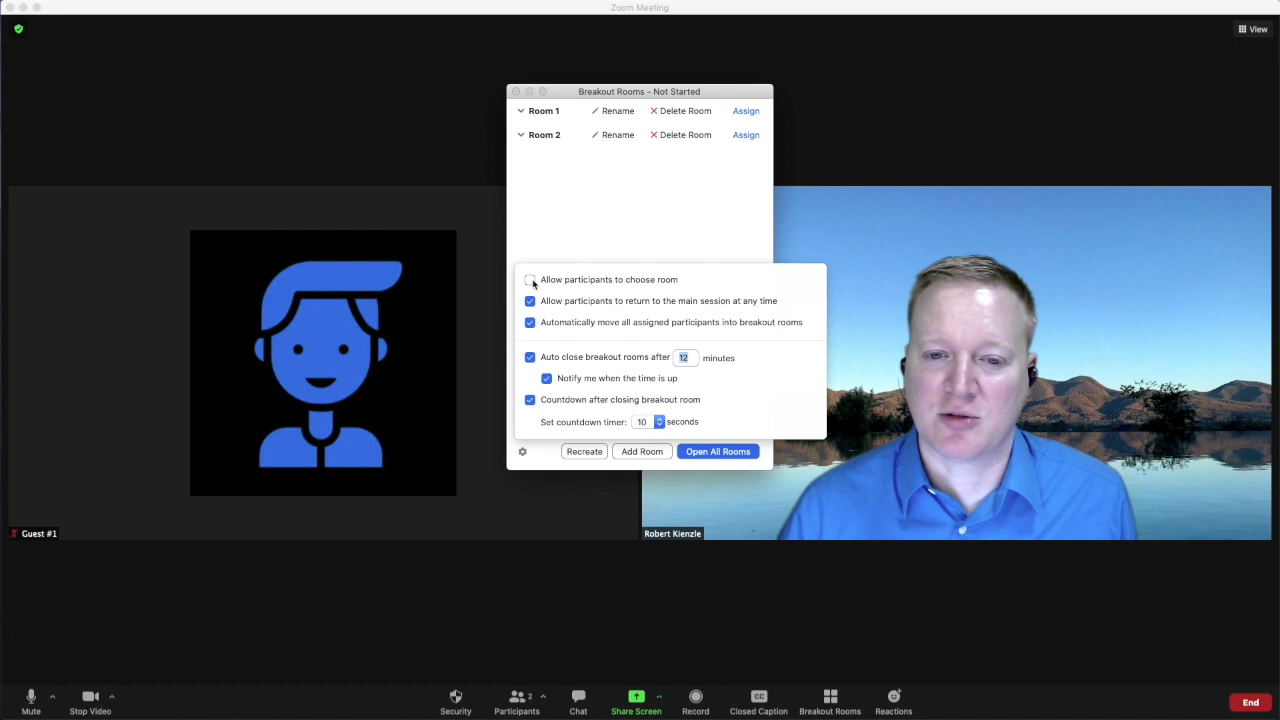 Zoom Meeting
View
Breakout Rooms - Not Started
Room 1 Rename Delete Room Assign
Room 2 Rename Delete Room Assign
Allow participants to choose room
Allow participants to return to the main session at any time
Automatically move all assigned participants into breakout rooms
Auto close breakout rooms after 12 minutes
Notify me when the time is up
Countdown after closing breakout room
Set countdown timer: 10 seconds
Recreate Add Room Open All Rooms
Guest #1
Robert Kienzle
Mute Stop Video Security Participants 2 Chat Share Screen Record CC Closed Caption Breakout Rooms Reactions End